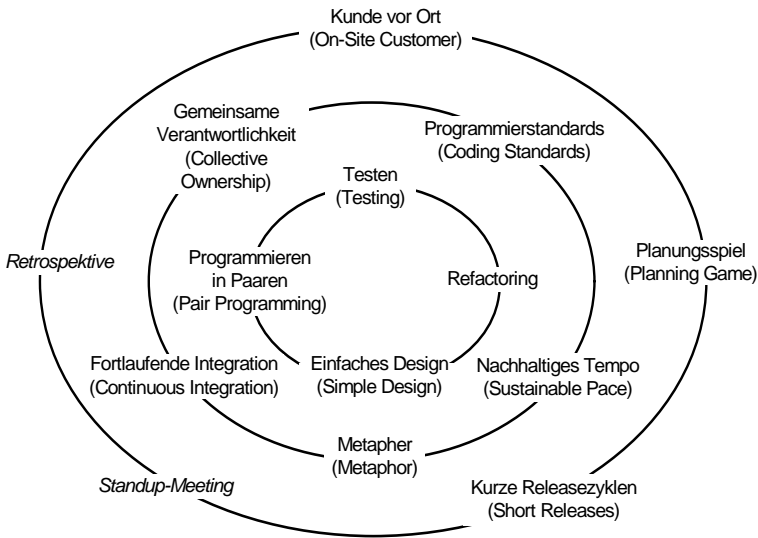 Kunde vor Ort
(On-Site Customer)
Gemeinsame
Verantwortlichkeit
(Collective
Ownership)
Programmierstandards
(Coding Standards)
Testen
(Testing)
Retrospektive
Programmieren
in Paaren
(Pair Programming)
Refactoring
Planungsspiel
(Planning Game)
Fortlaufende Integration
(Continuous Integration)
Einfaches Design
(Simple Design)
Nachhaltiges Tempo
(Sustainable Pace)
Metapher
(Metaphor)
Standup-Meeting
Kurze Releasezyklen
(Short Releases)